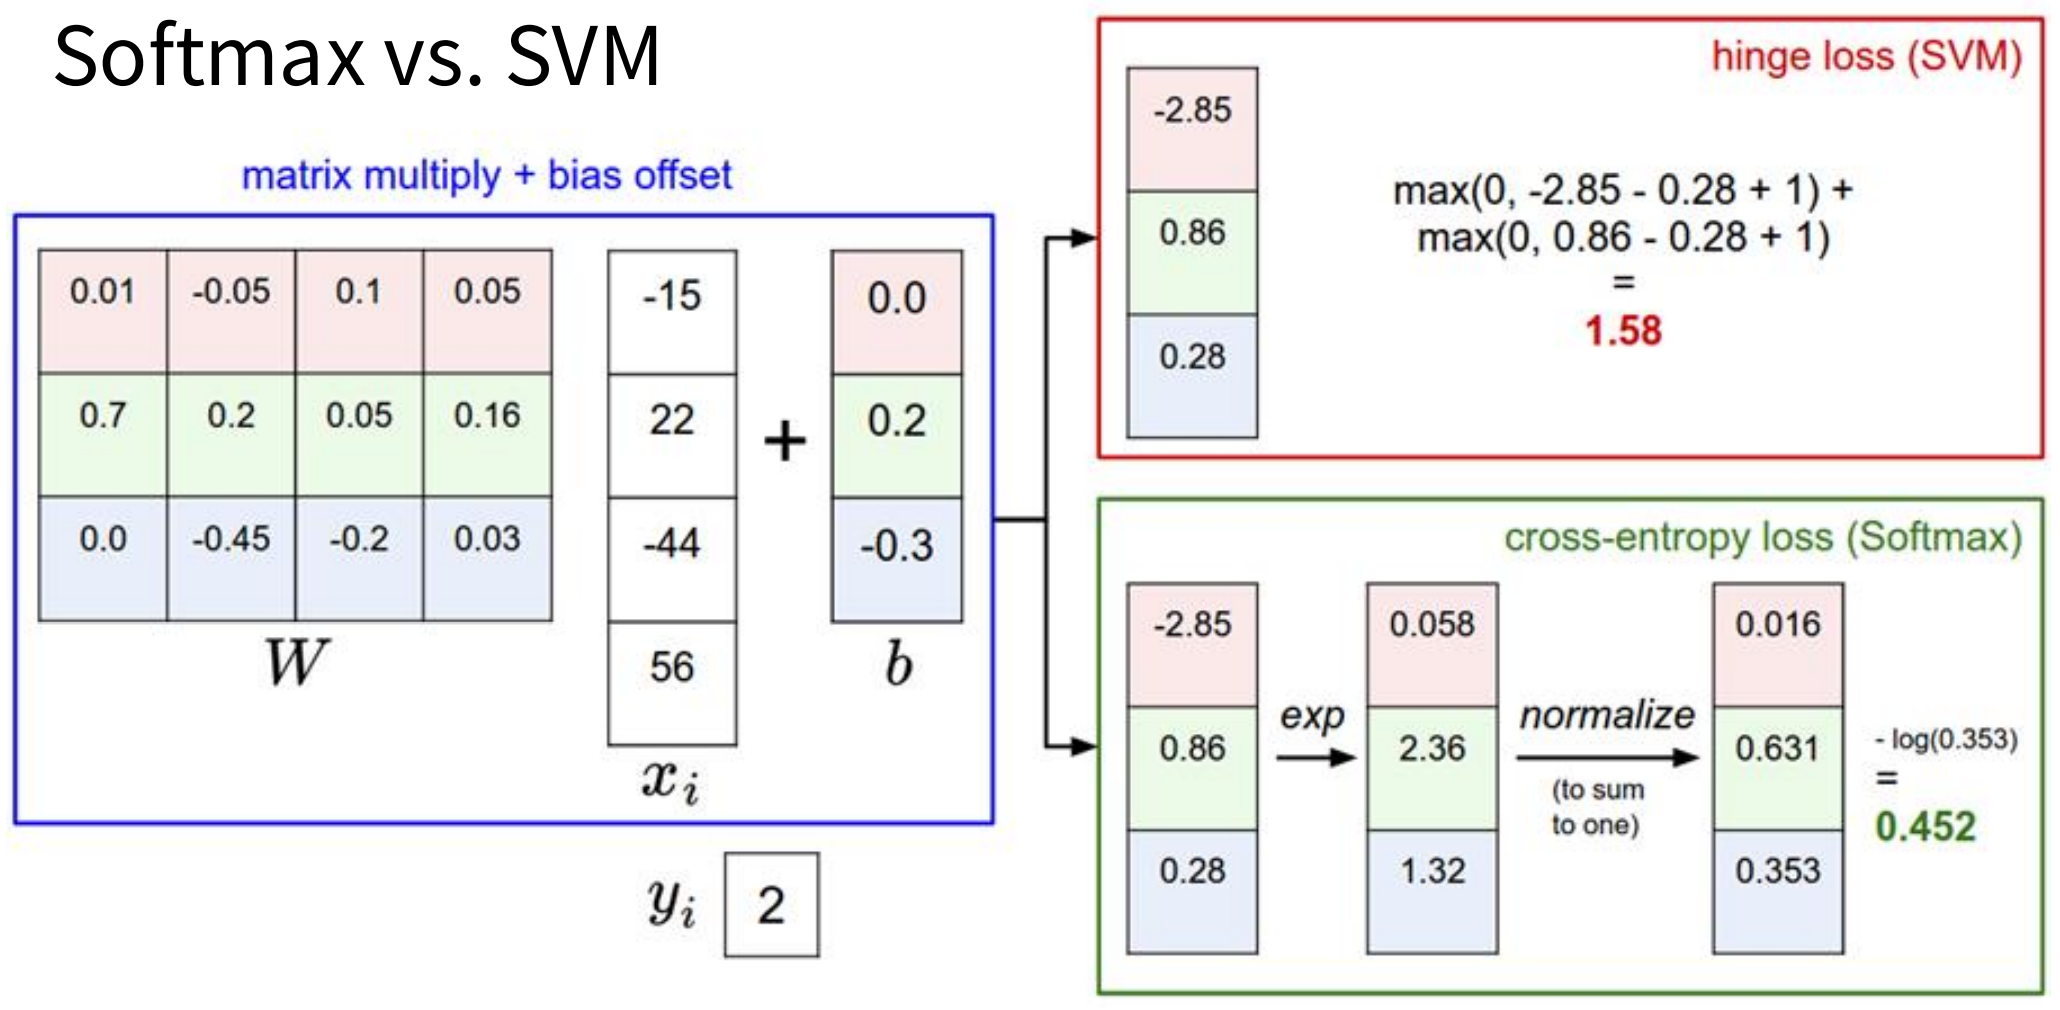 Softmax vs. SVM
matrix multiply + bias offset
0.01 -0.05 0.1 0.05
0.7 0.2 0.05 0.16
0.0 -0.45 -0.2 0.03
W
-15
22
-44
56
x_i
+
0.0
0.2
-0.3
b
y_i 2
hinge loss (SVM)
-2.85
0.86
0.28
max(0, -2.85 - 0.28 + 1) +
max(0, 0.86 - 0.28 + 1)
=
1.58
cross-entropy loss (Softmax)
-2.85
0.86
0.28
exp
0.058
2.36
1.32
normalize
(to sum
to one)
0.016
0.631
0.353
- log(0.353)
=
0.452